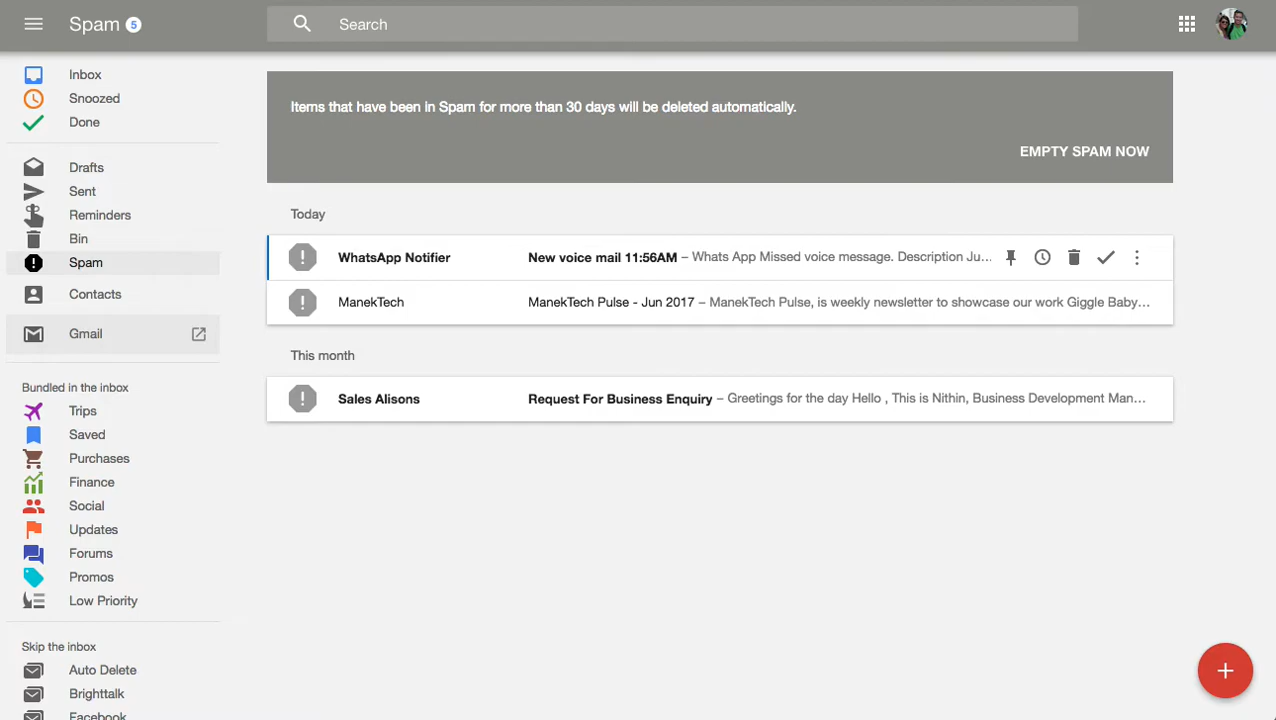 Spam 5
Search
Inbox
Snoozed
Done
Drafts
Sent
Reminders
Bin
Spam
Contacts
Gmail
Bundled in the inbox
Trips
Saved
Purchases
Finance
Social
Updates
Forums
Promos
Low Priority
Skip the inbox
Auto Delete
Brighttalk
Facebook
Items that have been in Spam for more than 30 days will be deleted automatically.
EMPTY SPAM NOW
Today
WhatsApp Notifier New voice mail 11:56AM – Whats App Missed voice message. Description Ju...
ManekTech ManekTech Pulse - Jun 2017 – ManekTech Pulse, is weekly newsletter to showcase our work Giggle Baby...
This month
Sales Alisons Request For Business Enquiry – Greetings for the day Hello , This is Nithin, Business Development Man...